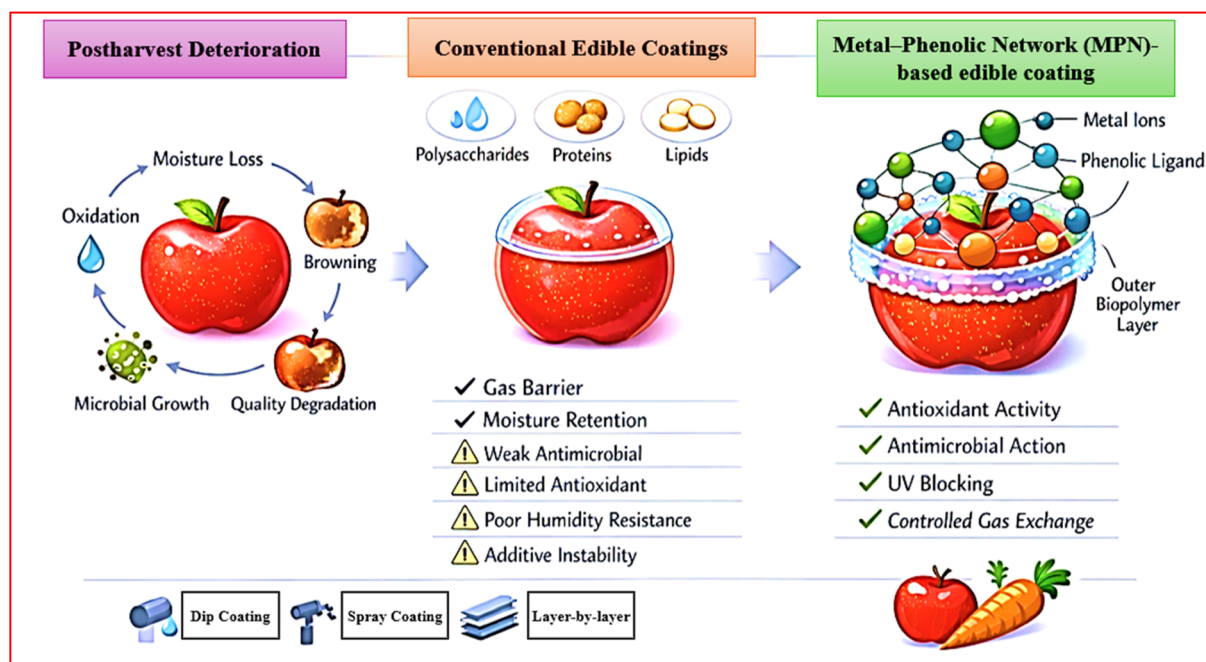 Postharvest Deterioration
Moisture Loss
Oxidation
Browning
Microbial Growth
Quality Degradation
Conventional Edible Coatings
Polysaccharides
Proteins
Lipids
Gas Barrier
Moisture Retention
Weak Antimicrobial
Limited Antioxidant
Poor Humidity Resistance
Additive Instability
Metal–Phenolic Network (MPN)-
based edible coating
Metal Ions
Phenolic Ligand
Outer
Biopolymer
Layer
Antioxidant Activity
Antimicrobial Action
UV Blocking
Controlled Gas Exchange
Dip Coating
Spray Coating
Layer-by-layer